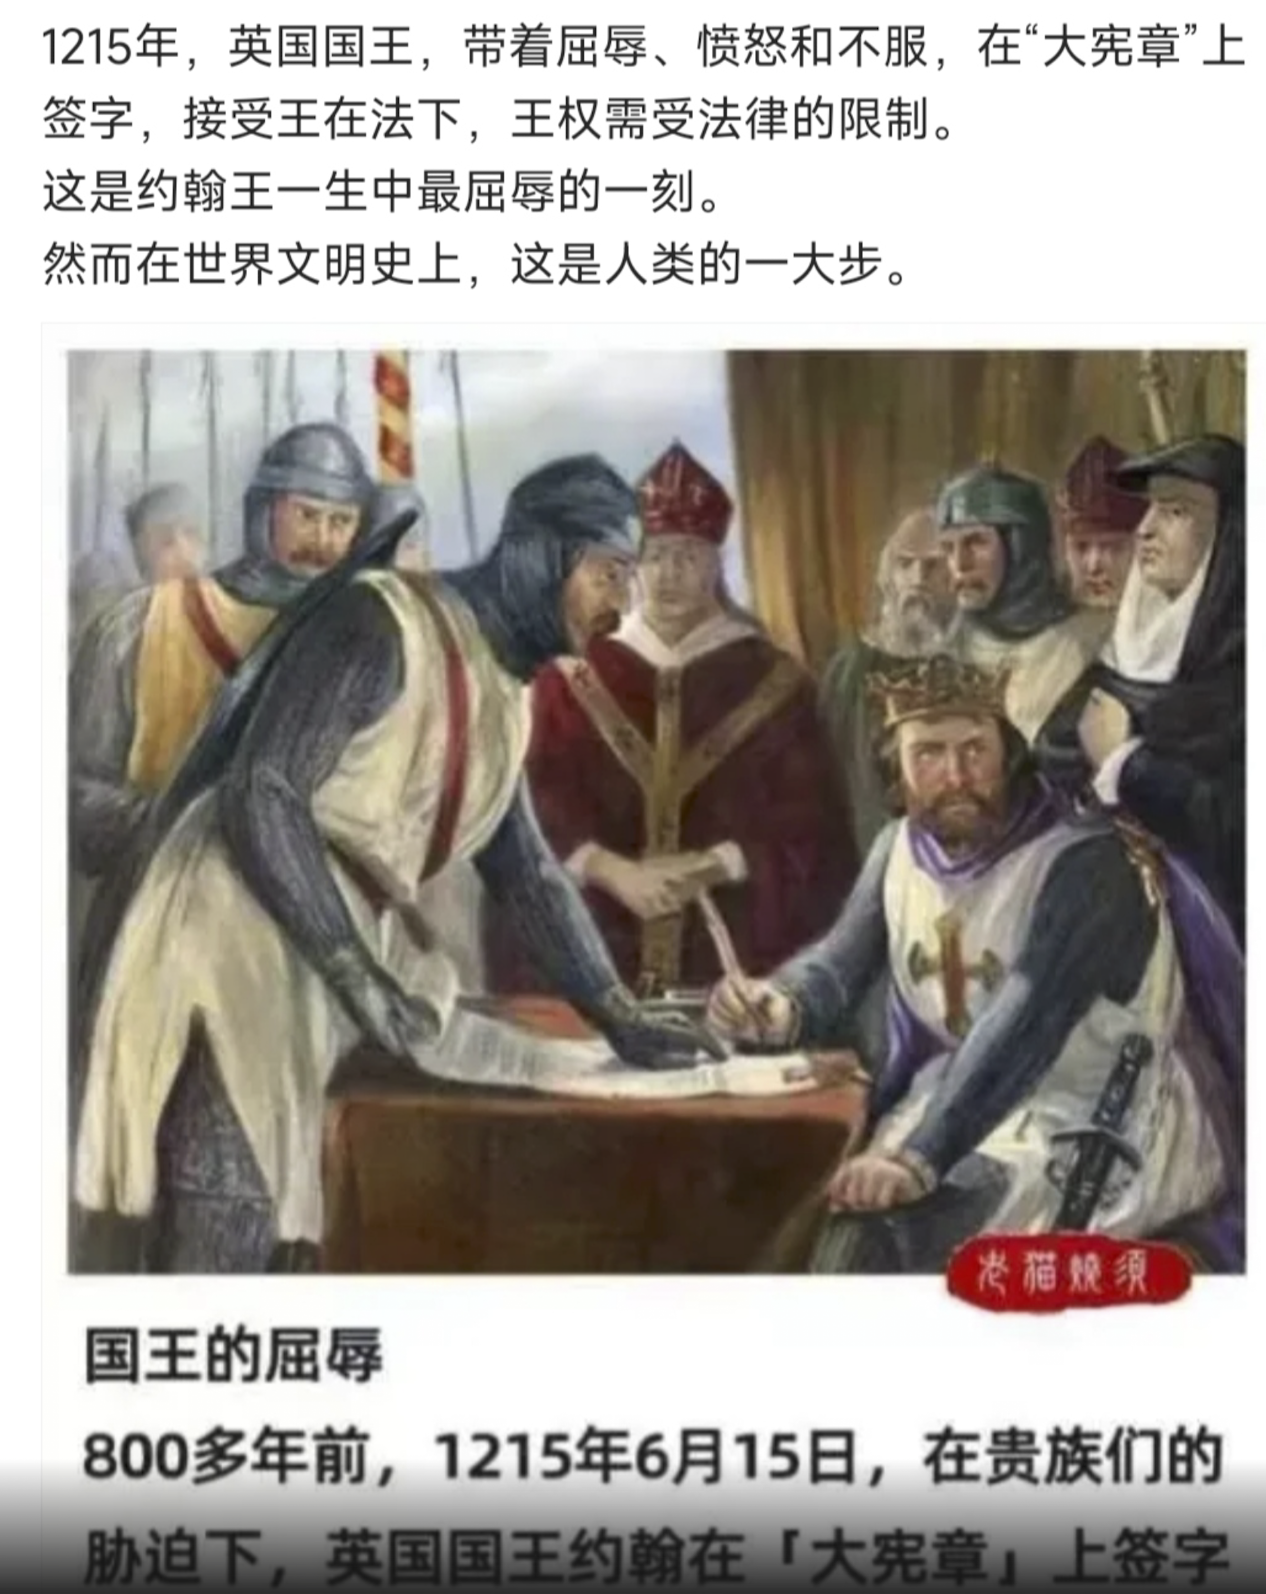 1215年，英国国王，带着屈辱、愤怒和不服，在“大宪章”上
签字，接受王在法下，王权需受法律的限制。
这是约翰王一生中最屈辱的一刻。
然而在世界文明史上，这是人类的一大步。
老猫烧须
国王的屈辱
800多年前，1215年6月15日，在贵族们的
胁迫下，英国国王约翰在「大宪章」上签字